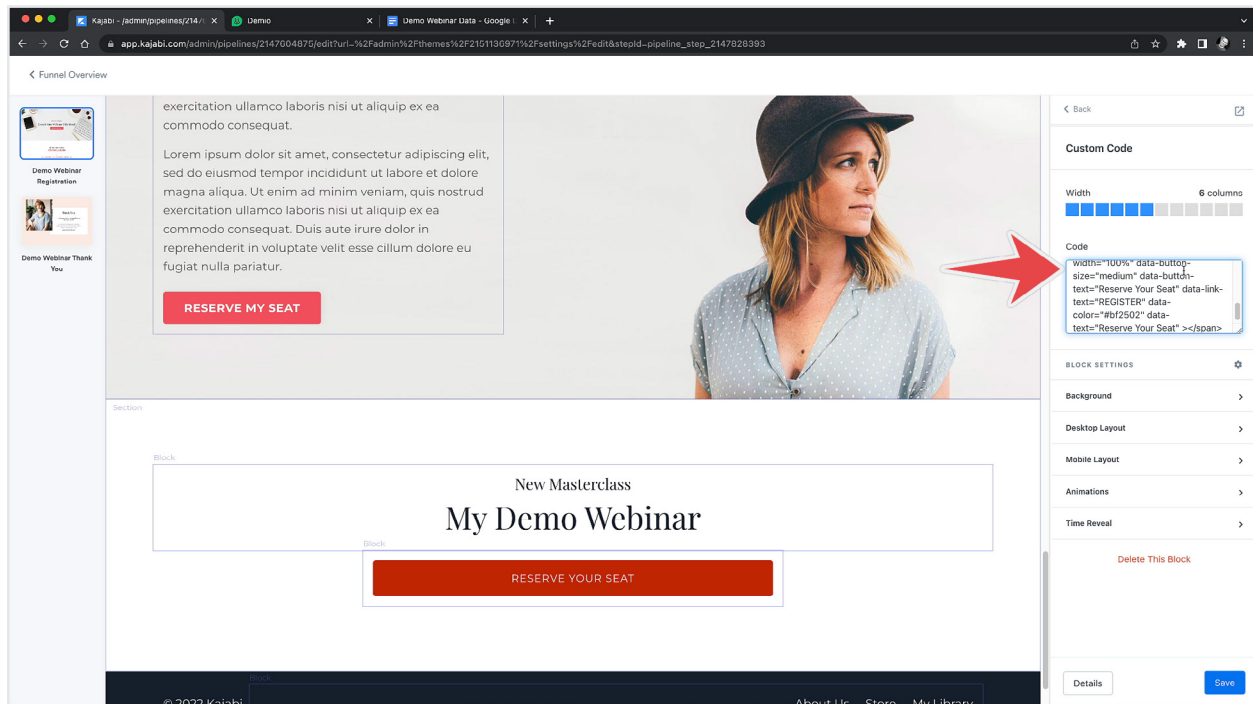 Kajabi - /admin/pipelines/2147
Demio
Demo Webinar Data - Google
app.kajabi.com/admin/pipelines/2147604875/edit?url=%2Fadmin%2Fthemes%2F2151130971%2Fsettings%2Fedit&stepId=pipeline_step_2147828393
Funnel Overview
Demo Webinar
Registration
Demo Webinar Thank
You
exercitation ullamco laboris nisi ut aliquip ex ea
commodo consequat.
Lorem ipsum dolor sit amet, consectetur adipiscing elit,
sed do eiusmod tempor incididunt ut labore et dolore
magna aliqua. Ut enim ad minim veniam, quis nostrud
exercitation ullamco laboris nisi ut aliquip ex ea
commodo consequat. Duis aute irure dolor in
reprehenderit in voluptate velit esse cillum dolore eu
fugiat nulla pariatur.
RESERVE MY SEAT
Section
Block
New Masterclass
My Demo Webinar
Block
RESERVE YOUR SEAT
Block
© 2022 Kajabi
About Us Store My Library
Back
Custom Code
Width 6 columns
Code
width="100%" data-button-
size="medium" data-button-
text="Reserve Your Seat" data-link-
text="REGISTER" data-
color="#bf2502" data-
text="Reserve Your Seat" ></span>
BLOCK SETTINGS
Background
Desktop Layout
Mobile Layout
Animations
Time Reveal
Delete This Block
Details
Save